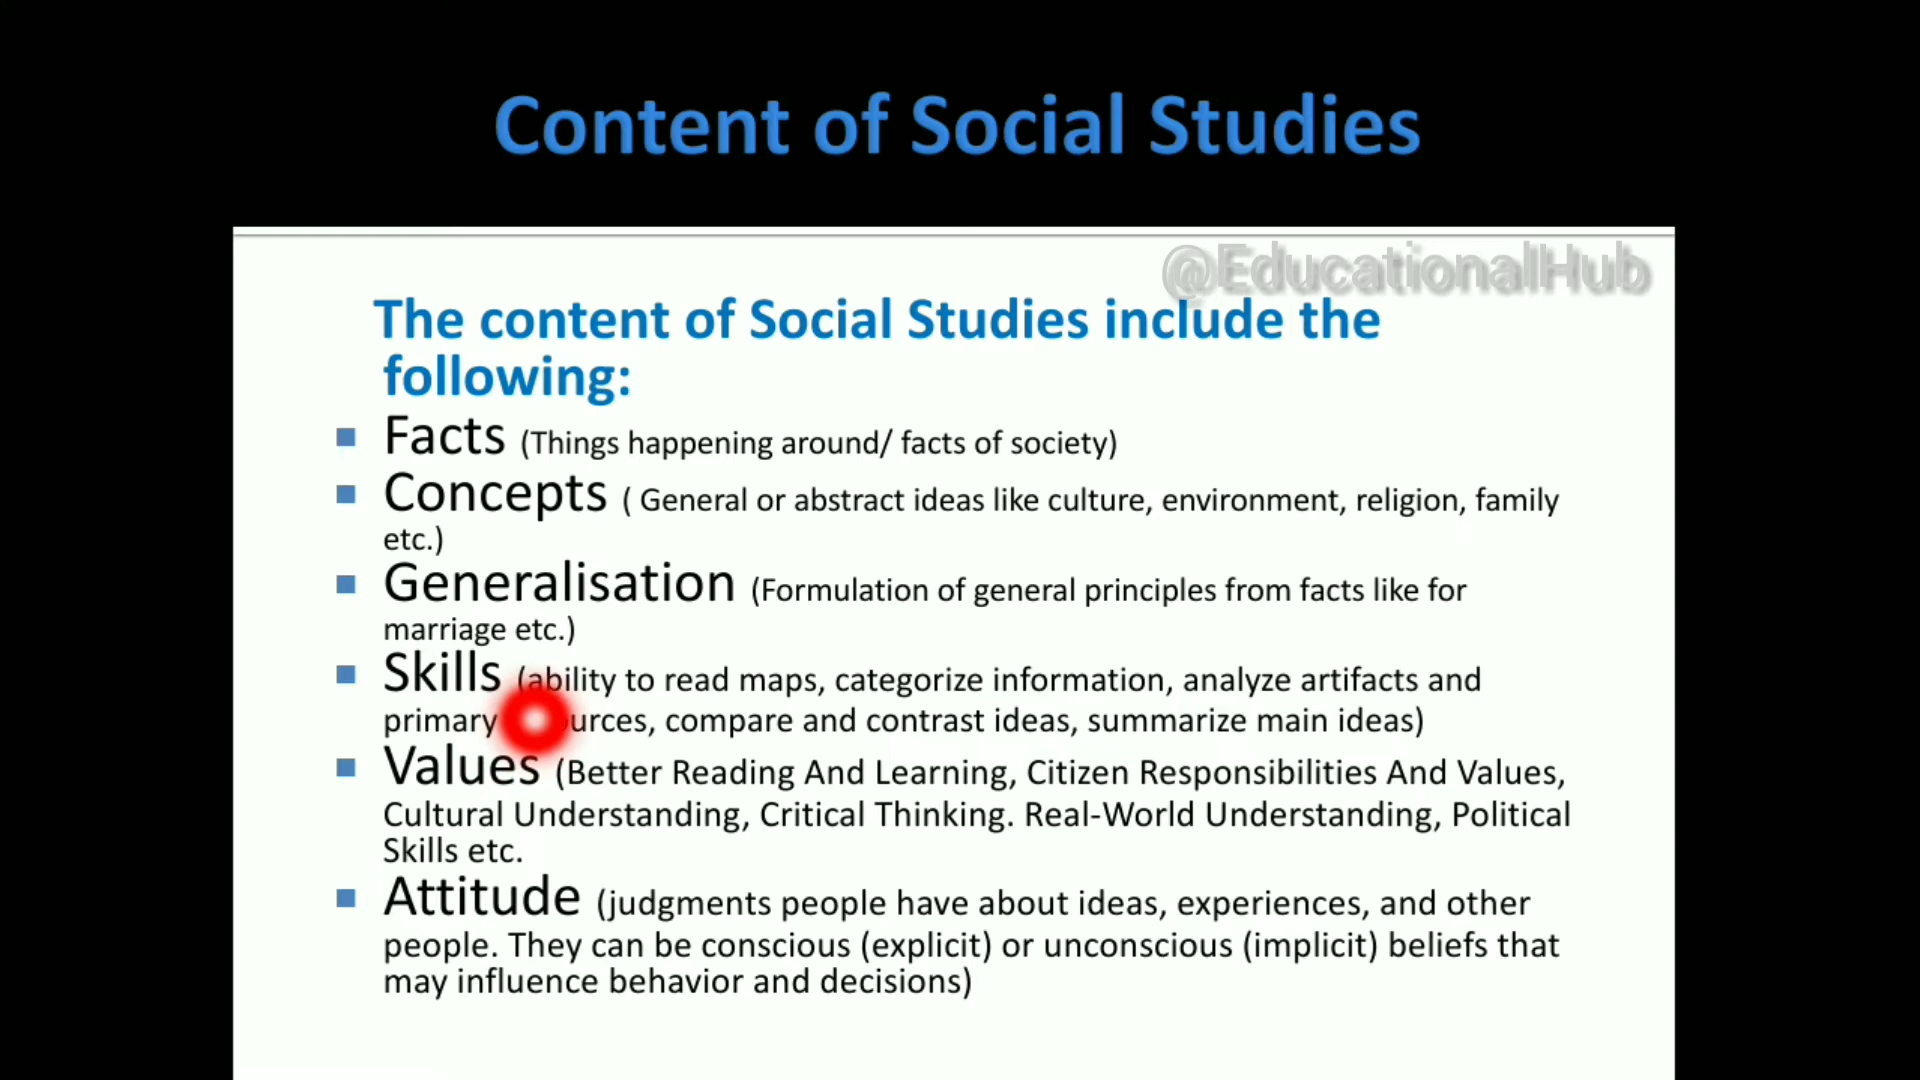 Content of Social Studies
@EducationalHub
The content of Social Studies include the
following:
Facts (Things happening around/ facts of society)
Concepts ( General or abstract ideas like culture, environment, religion, family
etc.)
Generalisation (Formulation of general principles from facts like for
marriage etc.)
Skills (ability to read maps, categorize information, analyze artifacts and
primary compare and contrast ideas, summarize main ideas)
Values (Better Reading And Learning, Citizen Responsibilities And Values,
Cultural Understanding, Critical Thinking. Real-World Understanding, Political
Skills etc.
Attitude (judgments people have about ideas, experiences, and other
people. They can be conscious (explicit) or unconscious (implicit) beliefs that
may influence behavior and decisions)